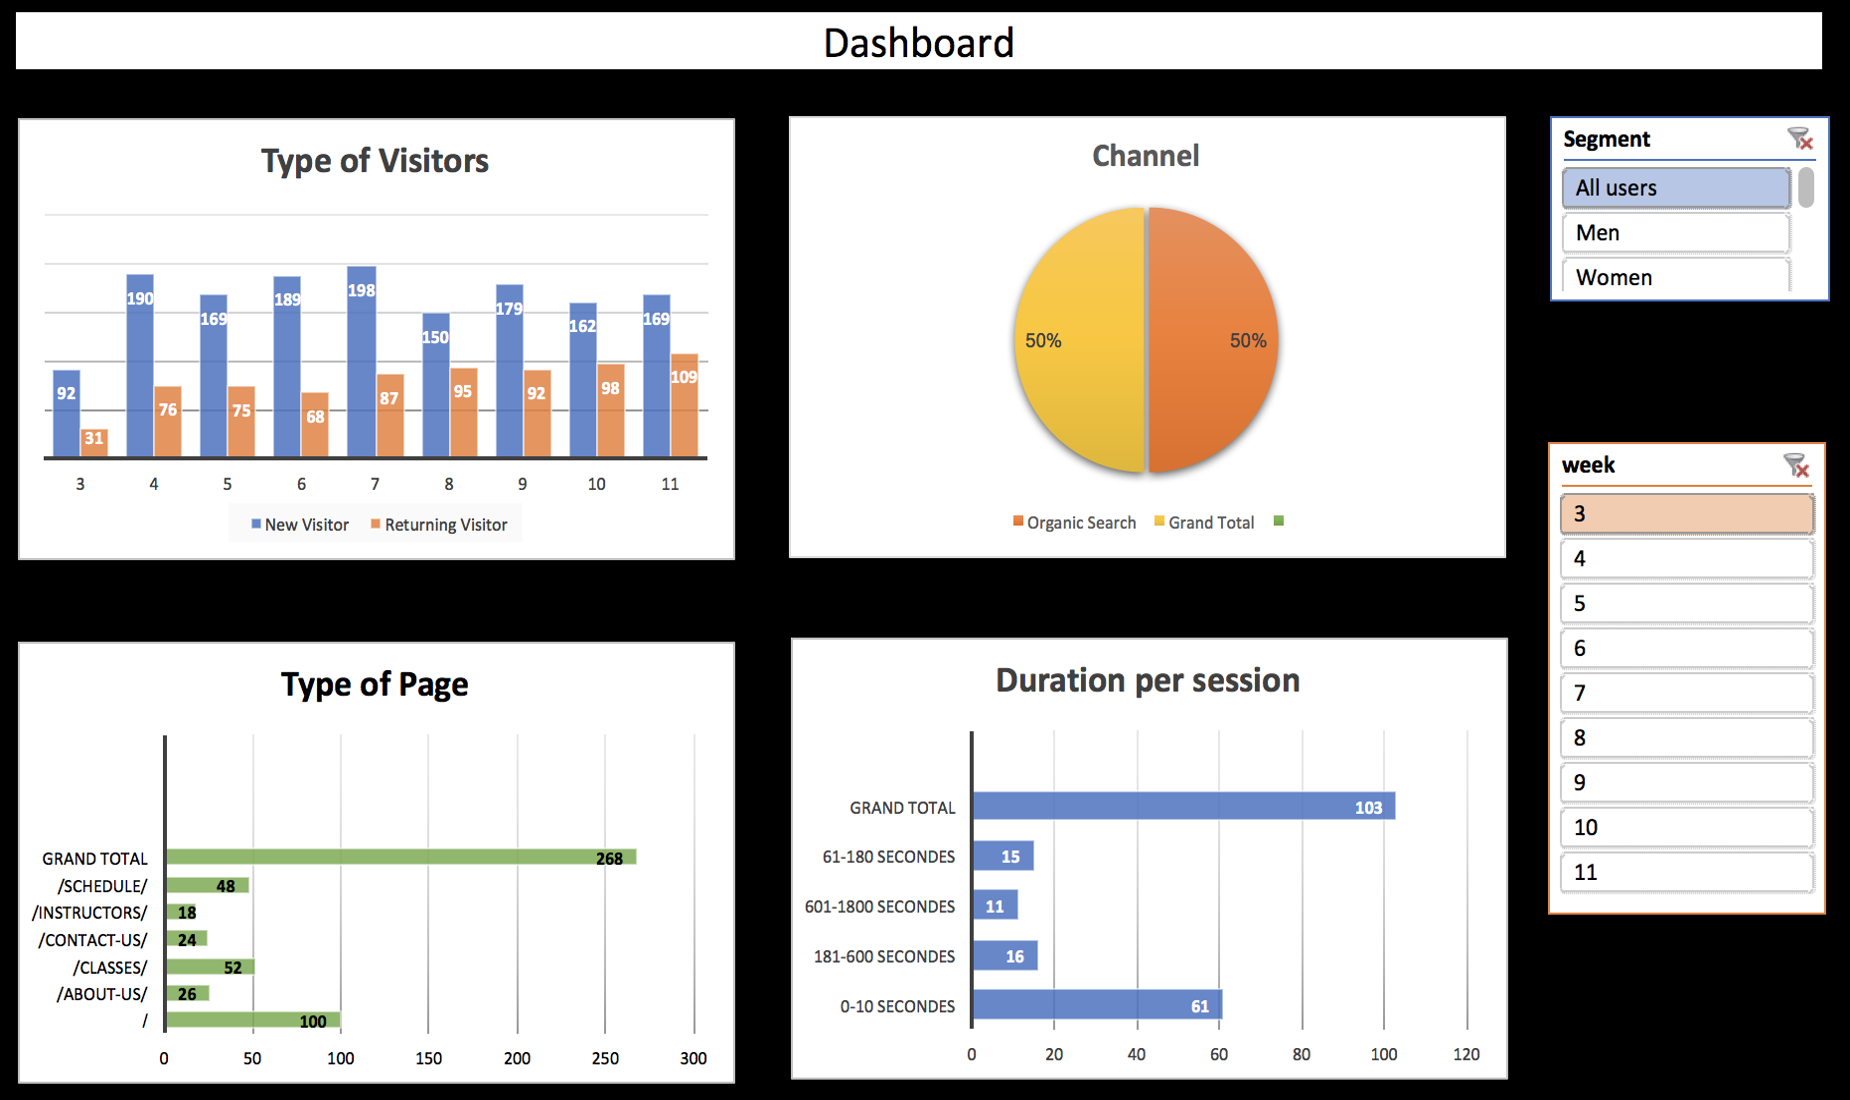 Dashboard
Type of Visitors
190
198
189
169
179
169
162
150
92
109
98
95
92
87
76
75
68
31
3 4 5 6 7 8 9 10 11
New Visitor Returning Visitor
Channel
50% 50%
Organic Search Grand Total
Segment
All users
Men
Women
week
3
4
5
6
7
8
9
10
11
Type of Page
GRAND TOTAL 268
/SCHEDULE/ 48
/INSTRUCTORS/ 18
/CONTACT-US/ 24
/CLASSES/ 52
/ABOUT-US/ 26
/ 100
0 50 100 150 200 250 300
Duration per session
GRAND TOTAL 103
61-180 SECONDES 15
601-1800 SECONDES 11
181-600 SECONDES 16
0-10 SECONDES 61
0 20 40 60 80 100 120